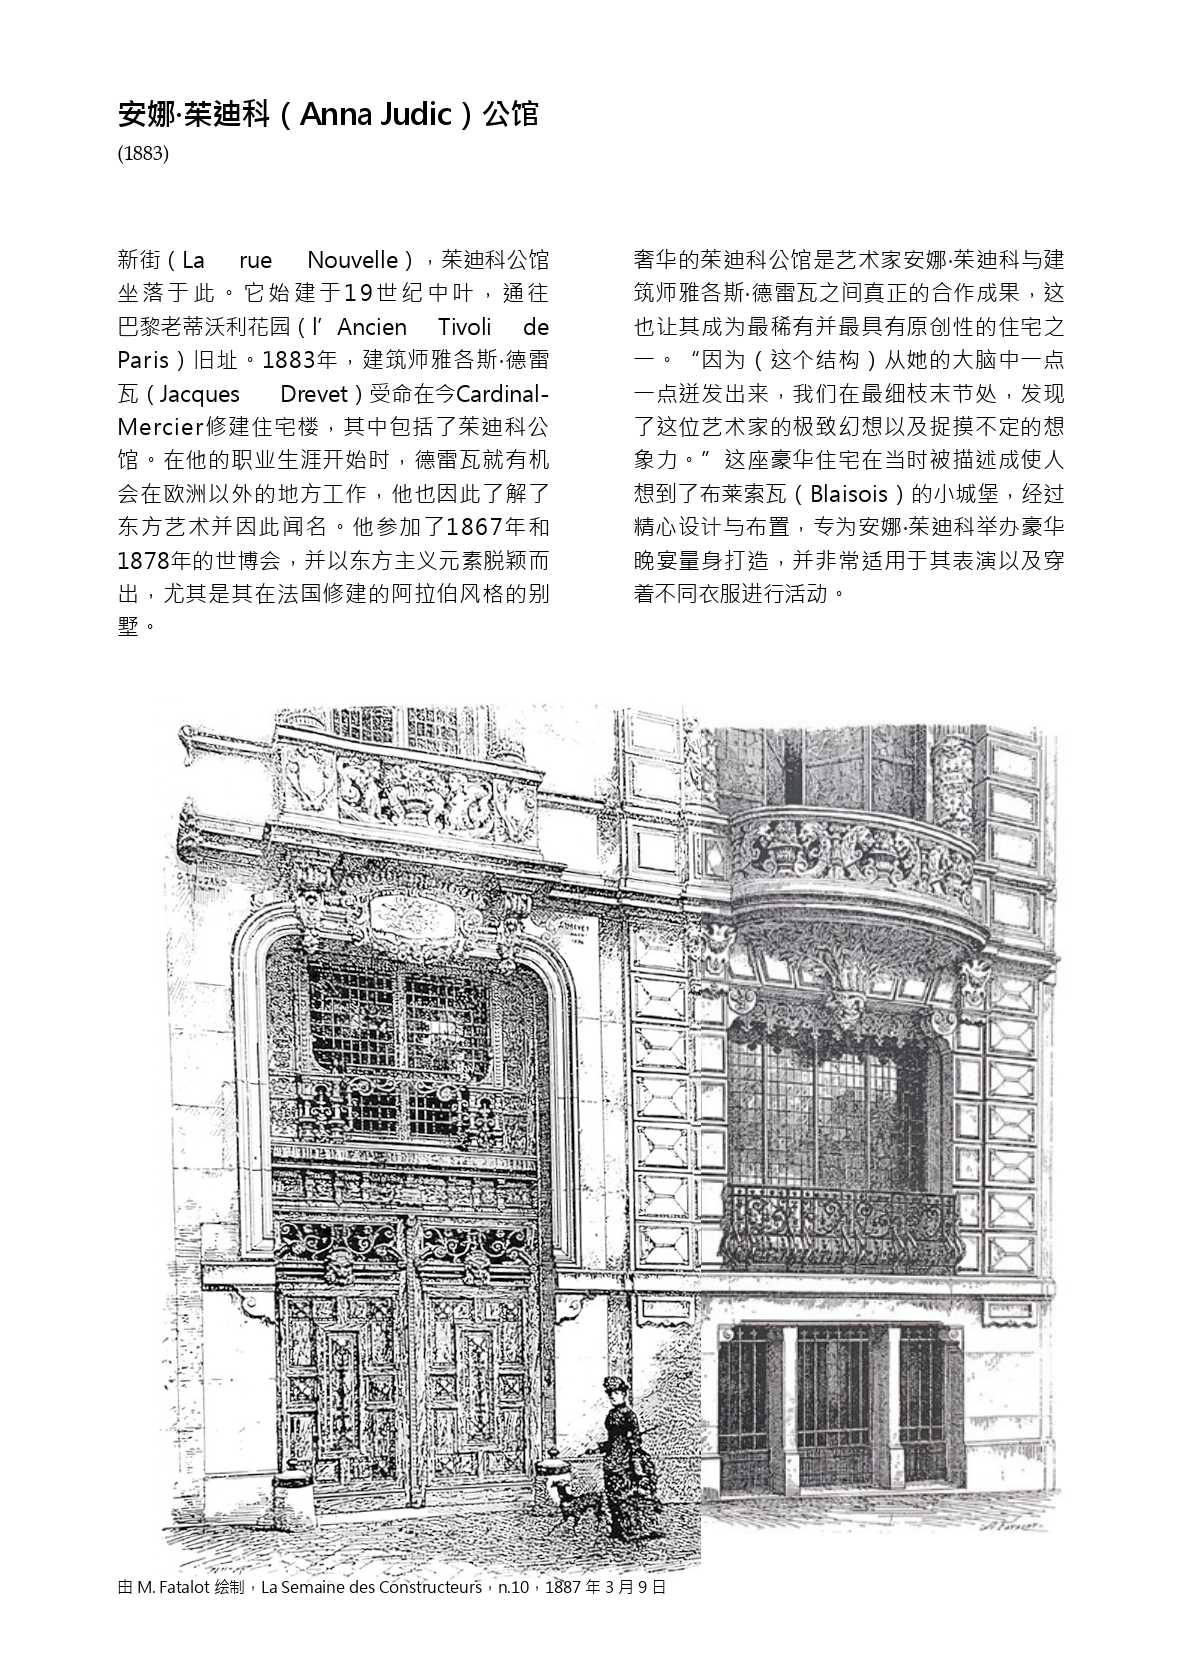 安娜·茱迪科（Anna Judic）公馆
(1883)
新街（La rue Nouvelle），茱迪科公馆
坐落于此。它始建于19世纪中叶，通往
巴黎老蒂沃利花园（l’Ancien Tivoli de
Paris）旧址。1883年，建筑师雅各斯·德雷
瓦（Jacques Drevet）受命在今Cardinal-
Mercier修建住宅楼，其中包括了茱迪科公
馆。在他的职业生涯开始时，德雷瓦就有机
会在欧洲以外的地方工作，他也因此了解了
东方艺术并因此闻名。他参加了1867年和
1878年的世博会，并以东方主义元素脱颖而
出，尤其是其在法国修建的阿拉伯风格的别
墅。
奢华的茱迪科公馆是艺术家安娜·茱迪科与建
筑师雅各斯·德雷瓦之间真正的合作成果，这
也让其成为最稀有并最具有原创性的住宅之
一。“因为（这个结构）从她的大脑中一点
一点迸发出来，我们在最细枝末节处，发现
了这位艺术家的极致幻想以及捉摸不定的想
象力。”这座豪华住宅在当时被描述成使人
想到了布莱索瓦（Blaisois）的小城堡，经过
精心设计与布置，专为安娜·茱迪科举办豪华
晚宴量身打造，并非常适用于其表演以及穿
着不同衣服进行活动。
由 M. Fatalot 绘制，La Semaine des Constructeurs，n.10，1887 年 3 月 9 日